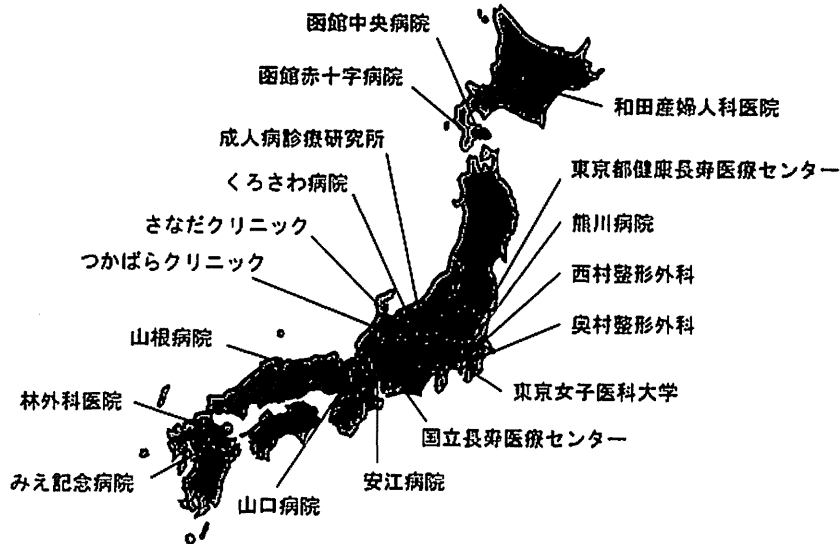 函館中央病院
函館赤十字病院
和田産婦人科医院
成人病診療研究所
東京都健康長寿医療センター
くろさわ病院
熊川病院
さなだクリニック
つかばらクリニック
西村整形外科
奥村整形外科
山根病院
東京女子医科大学
林外科医院
国立長寿医療センター
みえ記念病院
安江病院
山口病院